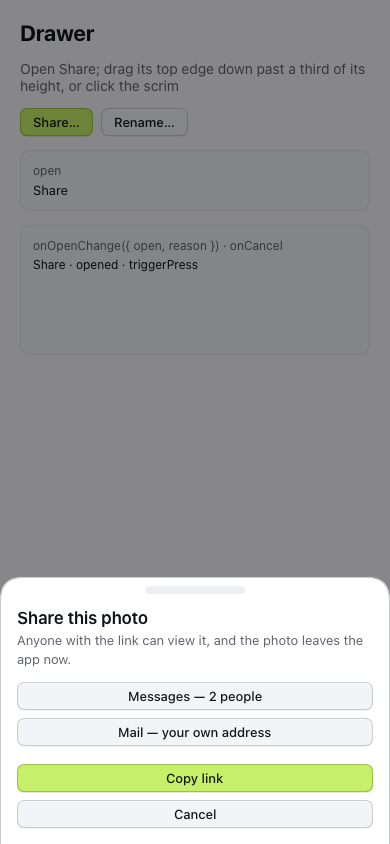 Drawer
Open Share; drag its top edge down past a third of its
height, or click the scrim
Share...
Rename...
open
Share
onOpenChange({ open, reason }) · onCancel
Share · opened · triggerPress
Share this photo
Anyone with the link can view it, and the photo leaves the
app now.
Messages — 2 people
Mail — your own address
Copy link
Cancel